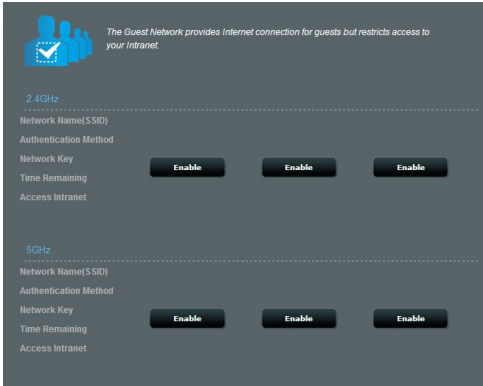 The Guest Network provides Internet connection for guests but restricts access to
your Intranet.
2.4GHz
Network Name(SSID)
Authentication Method
Network Key
Enable Enable Enable
Time Remaining
Access Intranet
5GHz
Network Name(SSID)
Authentication Method
Network Key
Enable Enable Enable
Time Remaining
Access Intranet